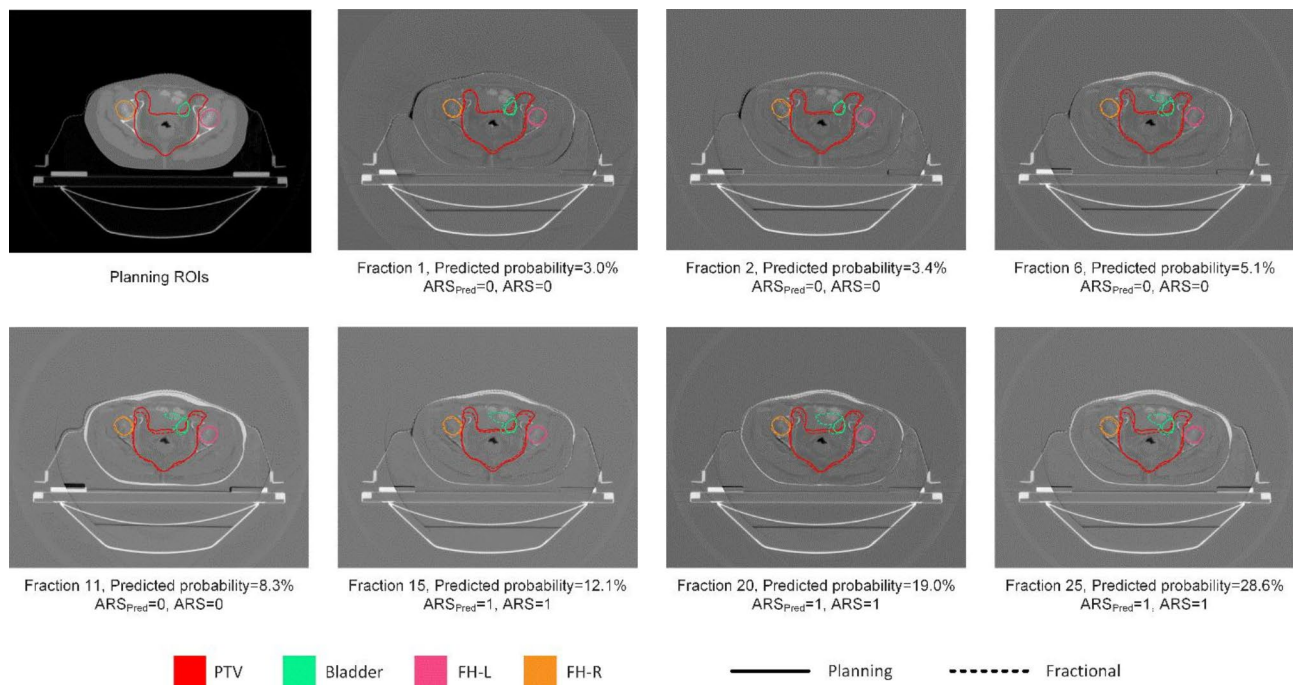 Planning ROIs
Fraction 1, Predicted probability=3.0%
ARSPred=0, ARS=0
Fraction 2, Predicted probability=3.4%
ARSPred=0, ARS=0
Fraction 6, Predicted probability=5.1%
ARSPred=0, ARS=0
Fraction 11, Predicted probability=8.3%
ARSPred=0, ARS=0
Fraction 15, Predicted probability=12.1%
ARSPred=1, ARS=1
Fraction 20, Predicted probability=19.0%
ARSPred=1, ARS=1
Fraction 25, Predicted probability=28.6%
ARSPred=1, ARS=1
PTV Bladder FH-L FH-R Planning Fractional